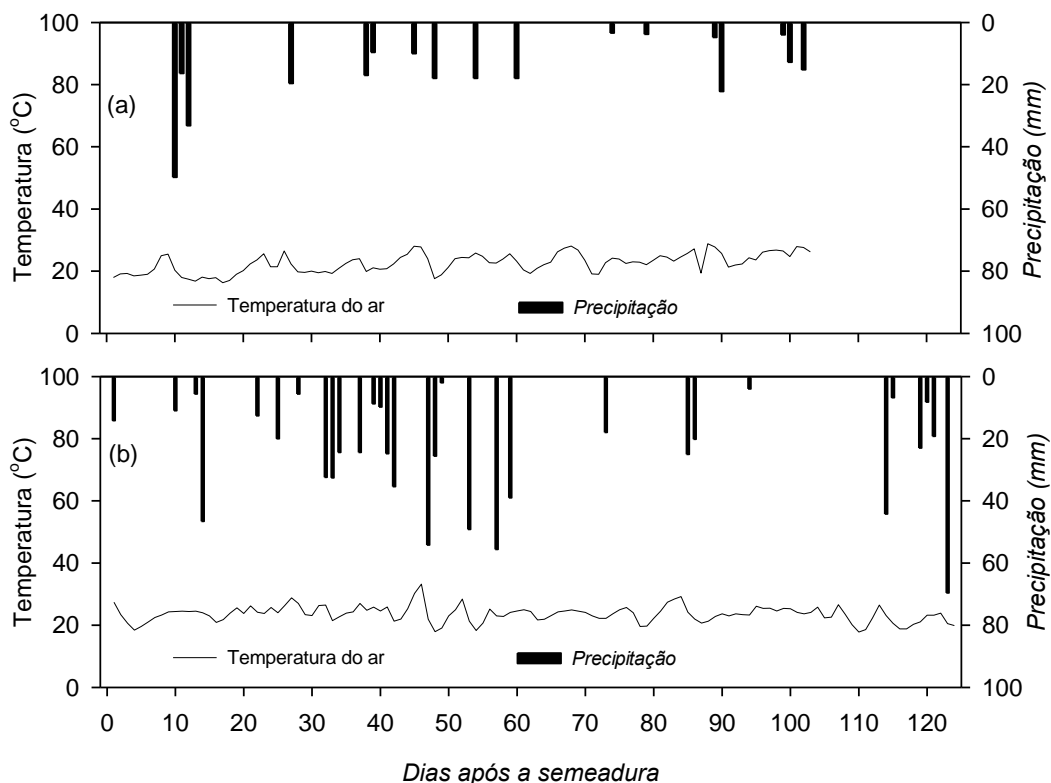 100 0
80 20
60 40
40 60
20 80
0 100
(a)
Temperatura (°C)
Precipitação (mm)
Temperatura do ar Precipitação
100 0
80 20
60 40
40 60
20 80
0 100
(b)
Temperatura (°C)
Precipitação (mm)
Temperatura do ar Precipitação
0 10 20 30 40 50 60 70 80 90 100 110 120
Dias após a semeadura